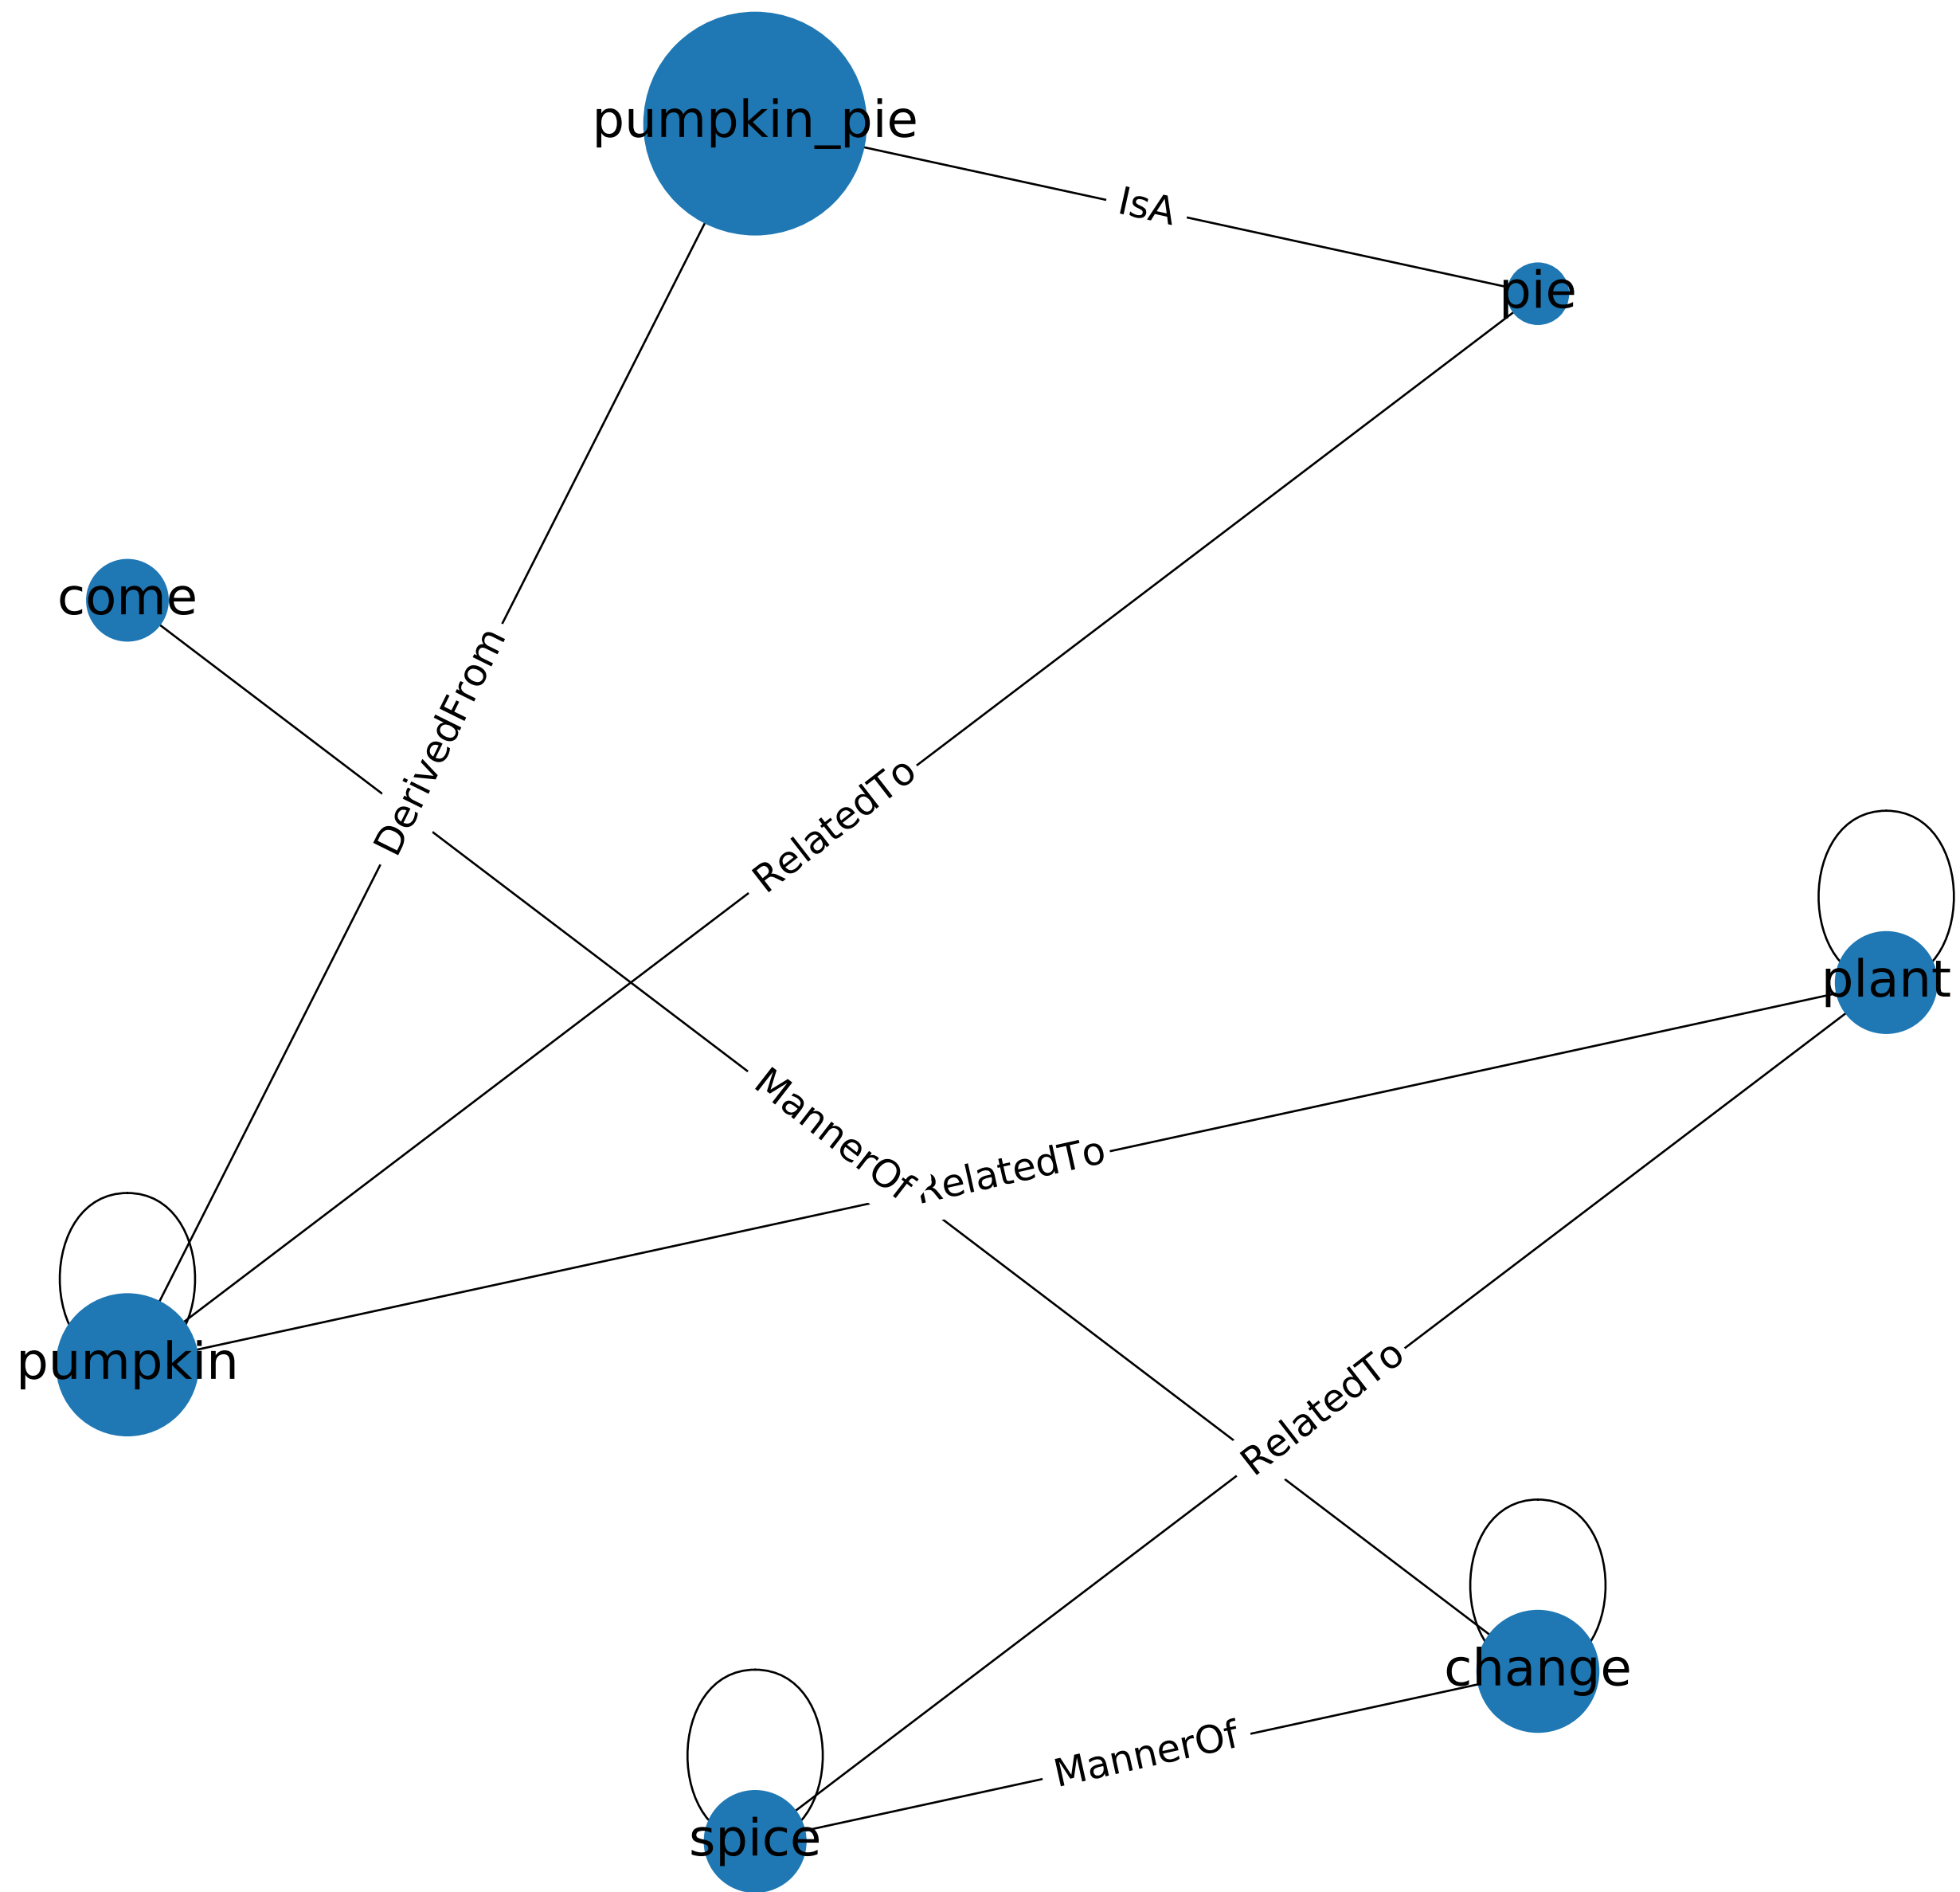 pumpkin_pie
IsA
pie
come
DerivedFrom
RelatedTo
plant
MannerOf
RelatedTo
pumpkin
RelatedTo
change
MannerOf
spice